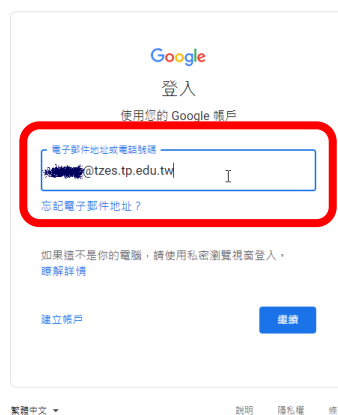 Google
登入
使用您的 Google 帳戶
電子郵件地址或電話號碼
@tzes.tp.edu.tw
忘記電子郵件地址？
如果這不是你的電腦，請使用私密瀏覽視窗登入。
瞭解詳情
建立帳戶
繼續
繁體中文
說明 隱私權 條